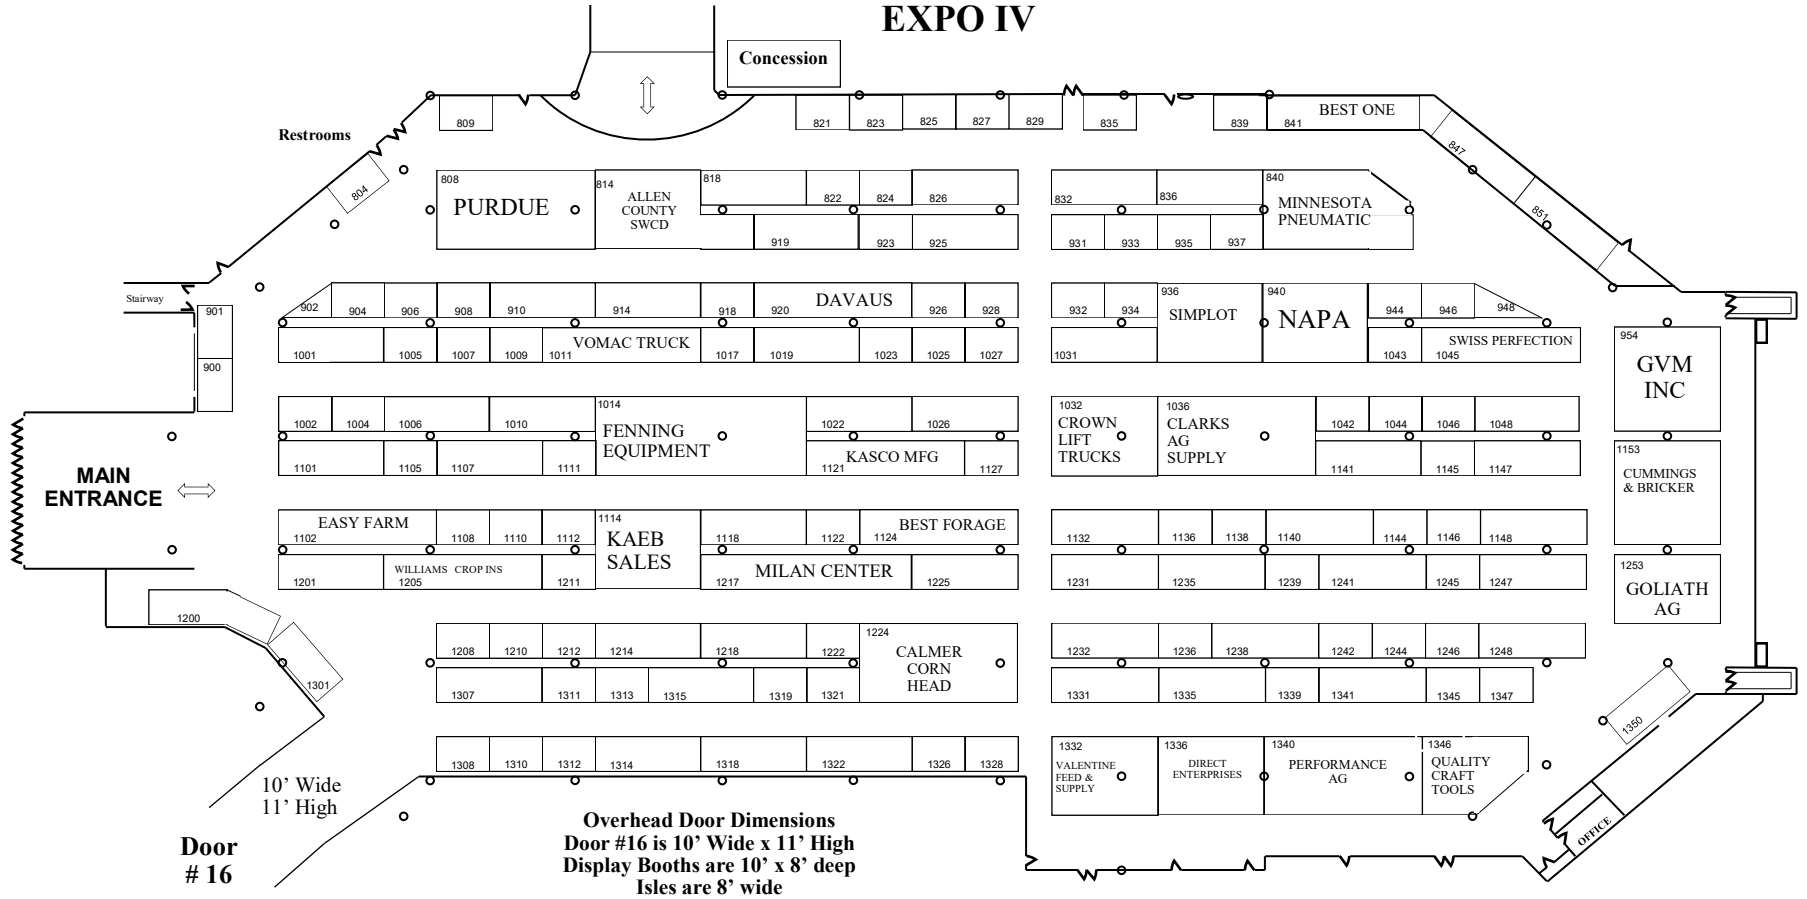 EXPO IV
Concession
Restrooms
809
821
823
825
827
829
835
839
841
BEST ONE
847
851
804
808
PURDUE
814
ALLEN
COUNTY
SWCD
818
822
824
826
832
836
840
MINNESOTA
PNEUMATIC
919
923
925
931
933
935
937
Stairway
901
900
902
904
906
908
910
914
918
920
DAVAUS
926
928
932
934
936
SIMPLOT
940
NAPA
944
946
948
1001
1005
1007
1009
1011
VOMAC TRUCK
1017
1019
1023
1025
1027
1031
1043
1045
SWISS PERFECTION
954
GVM
INC
1002
1004
1006
1010
1014
FENNING
EQUIPMENT
1022
1026
1032
CROWN
LIFT
TRUCKS
1036
CLARKS
AG
SUPPLY
1042
1044
1046
1048
1101
1105
1107
1111
1121
KASCO MFG
1127
1141
1145
1147
1153
CUMMINGS
& BRICKER
MAIN
ENTRANCE
1102
EASY FARM
1108
1110
1112
1114
KAEB
SALES
1118
1122
1124
BEST FORAGE
1132
1136
1138
1140
1144
1146
1148
1201
1205
WILLIAMS CROP INS
1211
1217
MILAN CENTER
1225
1231
1235
1239
1241
1245
1247
1253
GOLIATH
AG
1200
1301
1208
1210
1212
1214
1218
1222
1224
CALMER
CORN
HEAD
1232
1236
1238
1242
1244
1246
1248
1307
1311
1313
1315
1319
1321
1331
1335
1339
1341
1345
1347
1350
1308
1310
1312
1314
1318
1322
1326
1328
1332
VALENTINE
FEED &
SUPPLY
1336
DIRECT
ENTERPRISES
1340
PERFORMANCE
AG
1346
QUALITY
CRAFT
TOOLS
OFFICE
10’ Wide
11’ High
Door
# 16
Overhead Door Dimensions
Door #16 is 10’ Wide x 11’ High
Display Booths are 10’ x 8’ deep
Isles are 8’ wide